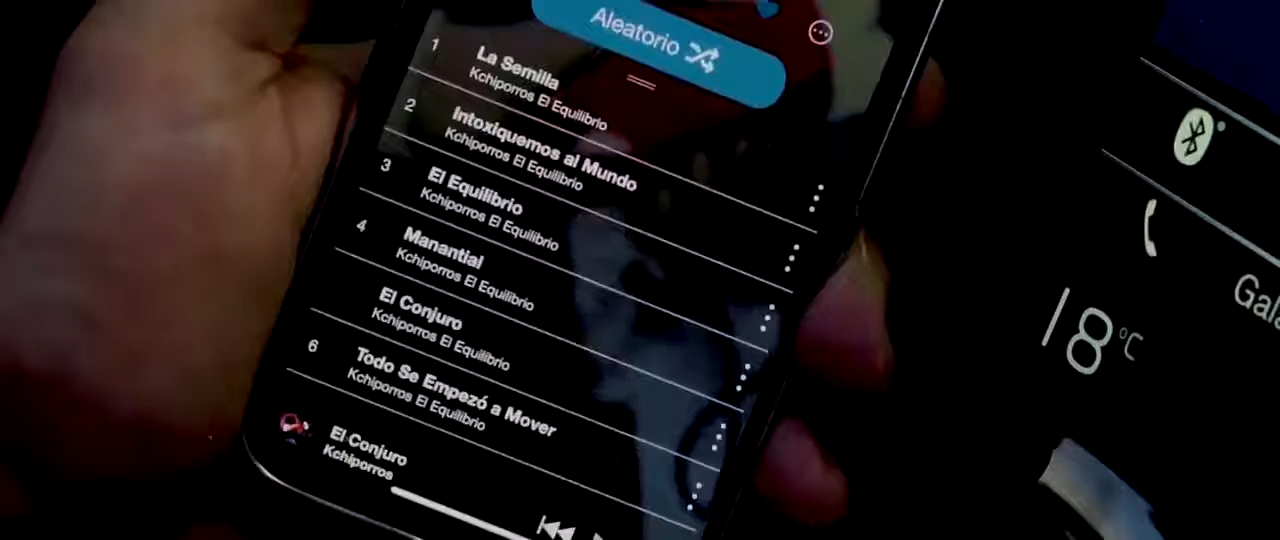 Aleatorio
1
La Semilla
Kchiporros El Equilibrio
2
Intoxiquemos al Mundo
Kchiporros El Equilibrio
3
El Equilibrio
Kchiporros El Equilibrio
4
Manantial
Kchiporros El Equilibrio
El Conjuro
Kchiporros El Equilibrio
6
Todo Se Empezó a Mover
Kchiporros El Equilibrio
El Conjuro
Kchiporros
18°C